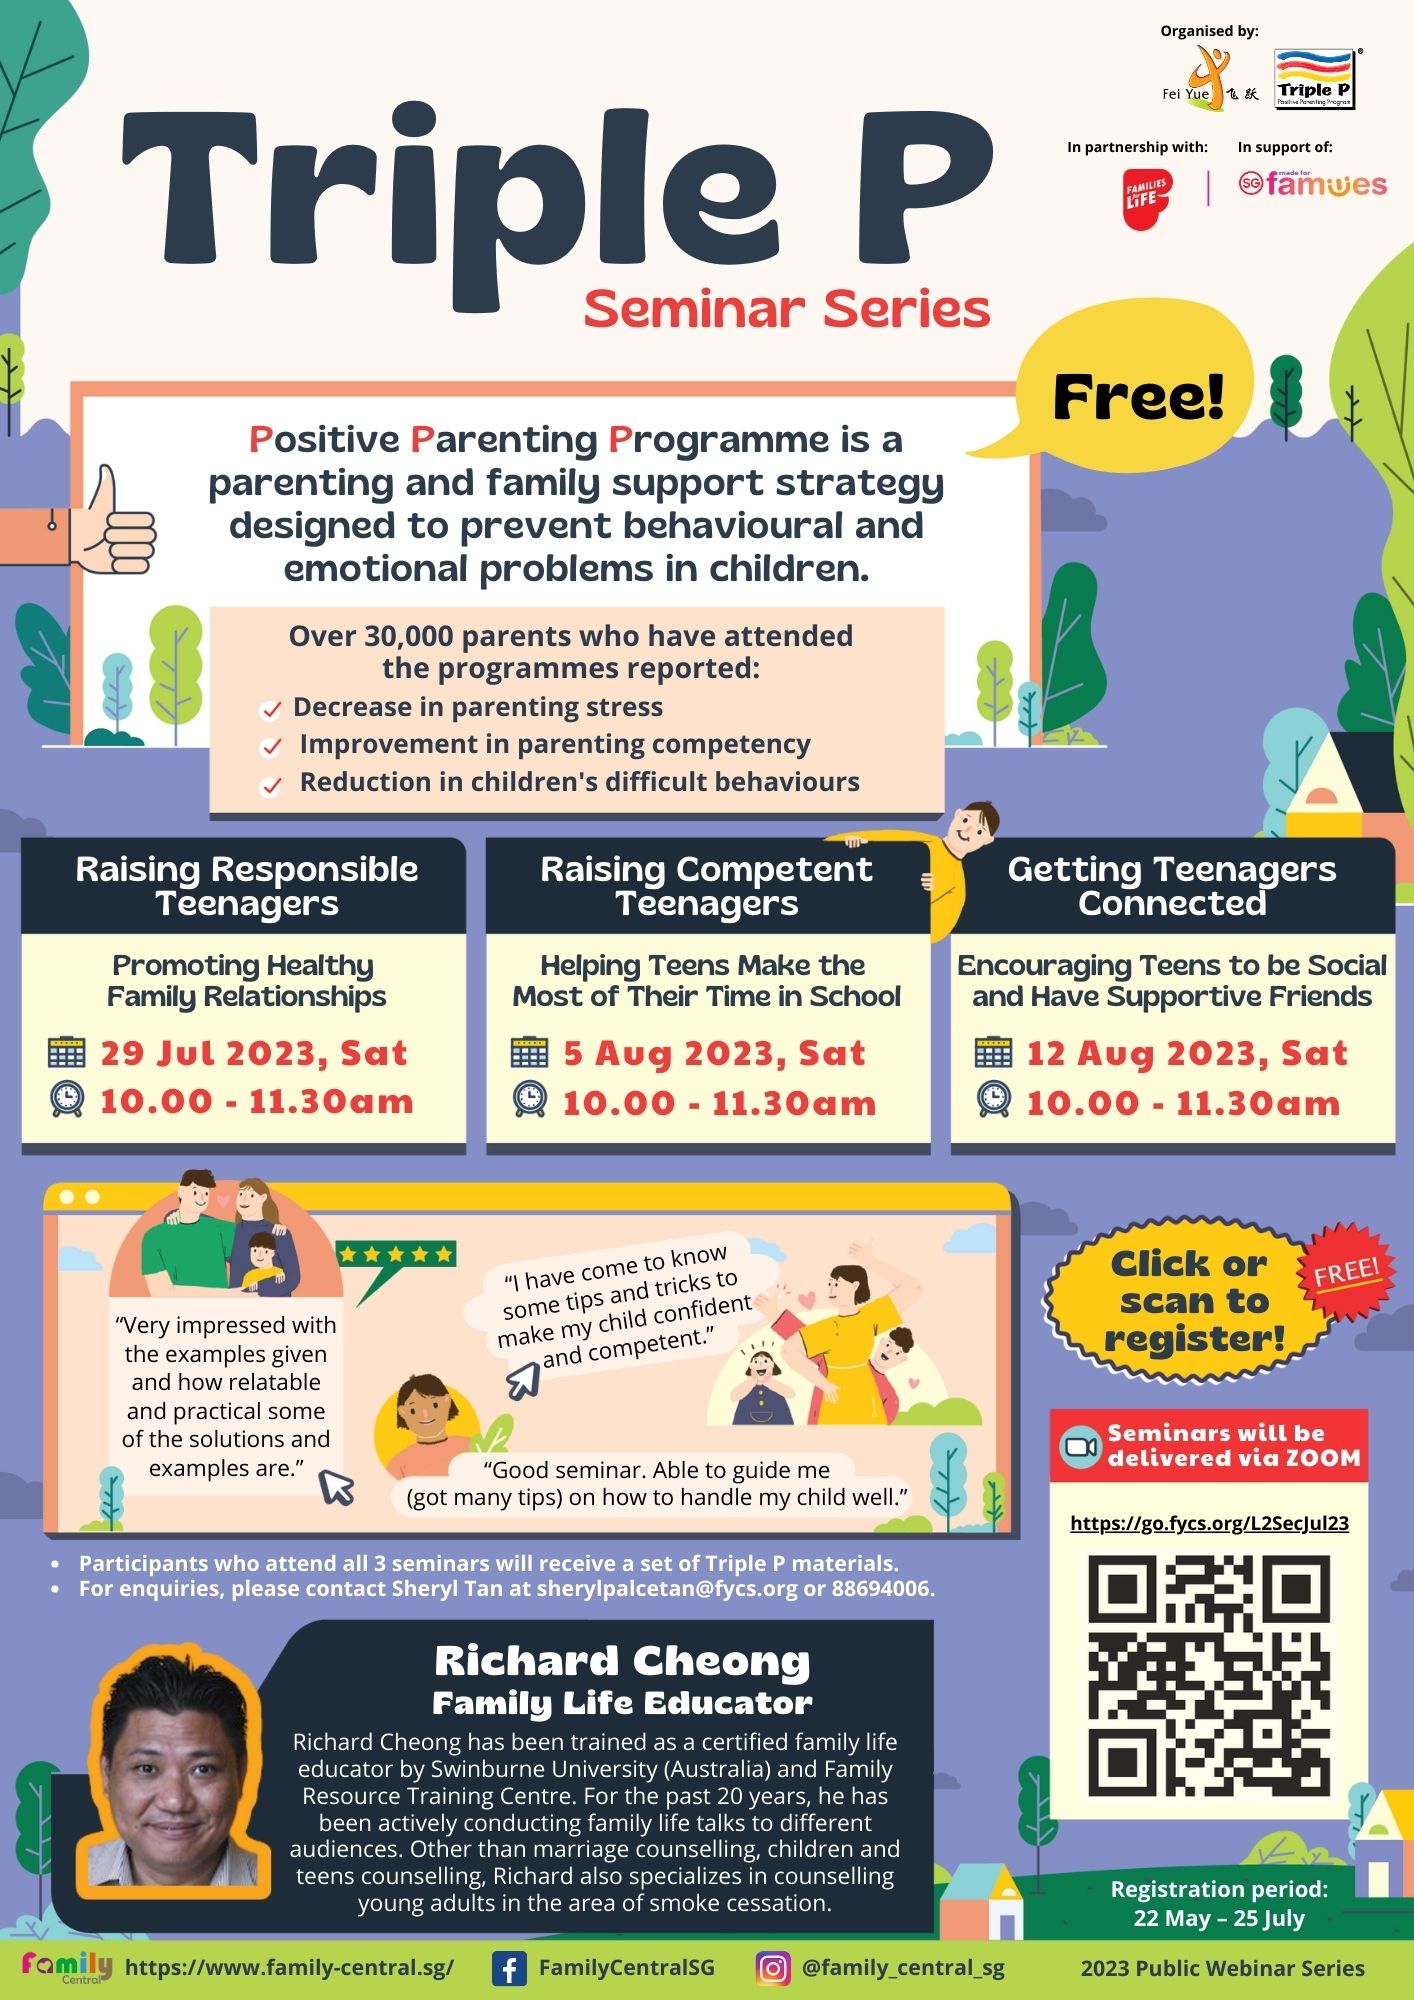 Organised by:
Fei Yue 飞跃
Triple P
Positive Parenting Program
®
In partnership with:
In support of:
FAMILIES
for
LiFE
SG
made for
families
Triple P
Seminar Series
Free!
Positive Parenting Programme is a
parenting and family support strategy
designed to prevent behavioural and
emotional problems in children.
Over 30,000 parents who have attended
the programmes reported:
Decrease in parenting stress
Improvement in parenting competency
Reduction in children's difficult behaviours
Raising Responsible
Teenagers
Promoting Healthy
Family Relationships
29 Jul 2023, Sat
10.00 - 11.30am
Raising Competent
Teenagers
Helping Teens Make the
Most of Their Time in School
5 Aug 2023, Sat
10.00 - 11.30am
Getting Teenagers
Connected
Encouraging Teens to be Social
and Have Supportive Friends
12 Aug 2023, Sat
10.00 - 11.30am
“Very impressed with
the examples given
and how relatable
and practical some
of the solutions and
examples are.”
“I have come to know
some tips and tricks to
make my child confident
and competent.”
“Good seminar. Able to guide me
(got many tips) on how to handle my child well.”
Click or
scan to
register!
FREE!
Seminars will be
delivered via ZOOM
https://go.fycs.org/L2SecJul23
• Participants who attend all 3 seminars will receive a set of Triple P materials.
• For enquiries, please contact Sheryl Tan at sherylpalcetan@fycs.org or 88694006.
Richard Cheong
Family Life Educator
Richard Cheong has been trained as a certified family life
educator by Swinburne University (Australia) and Family
Resource Training Centre. For the past 20 years, he has
been actively conducting family life talks to different
audiences. Other than marriage counselling, children and
teens counselling, Richard also specializes in counselling
young adults in the area of smoke cessation.
Registration period:
22 May – 25 July
Family
Central
https://www.family-central.sg/
FamilyCentralSG
@family_central_sg
2023 Public Webinar Series